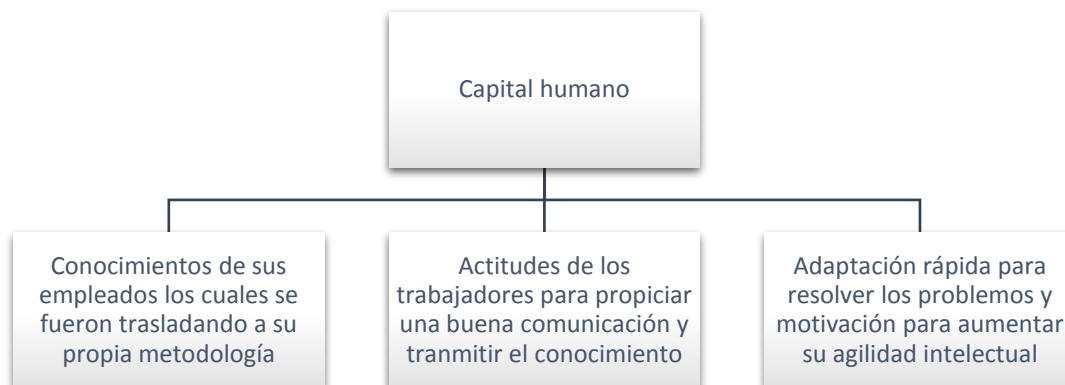 Capital humano
Conocimientos de sus
empleados los cuales se
fueron trasladando a su
propia metodología
Actitudes de los
trabajadores para propiciar
una buena comunicación y
tranmitir el conocimiento
Adaptación rápida para
resolver los problemos y
motivación para aumentar
su agilidad intelectual